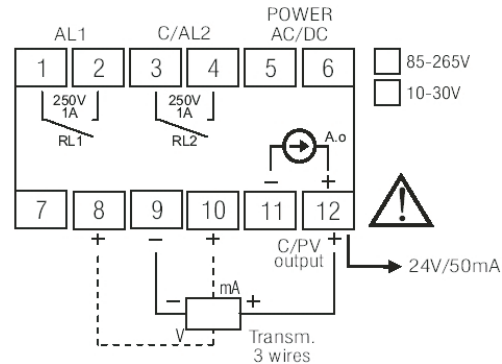 POWER
AL1 C/AL2 AC/DC
1 2 3 4 5 6
85-265V
10-30V
250V 250V
1A 1A
RL1 RL2
A.o
− +
7 8 9 10 11 12
+ − + C/PV +
output
24V/50mA
mA
− +
V
Transm.
3 wires